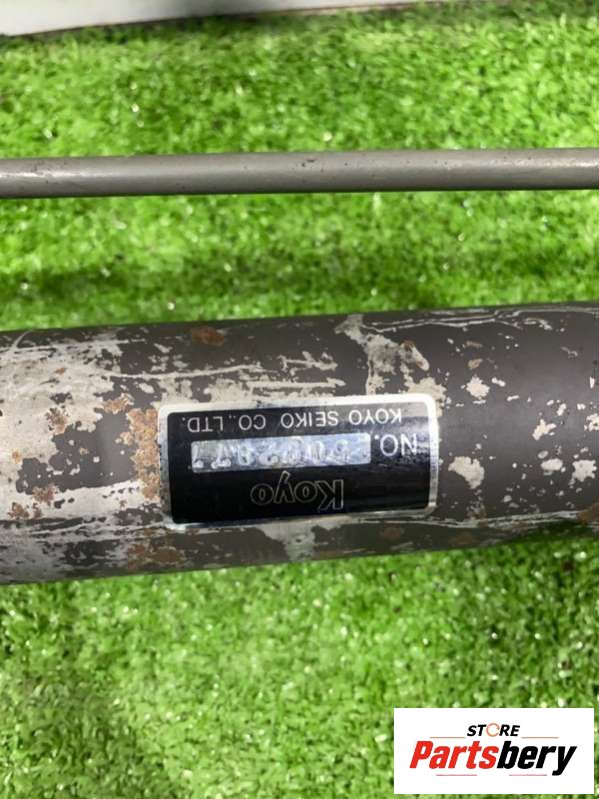 Koyo
NO.
KOYO SEIKO CO.,LTD.
STORE
Partsbery